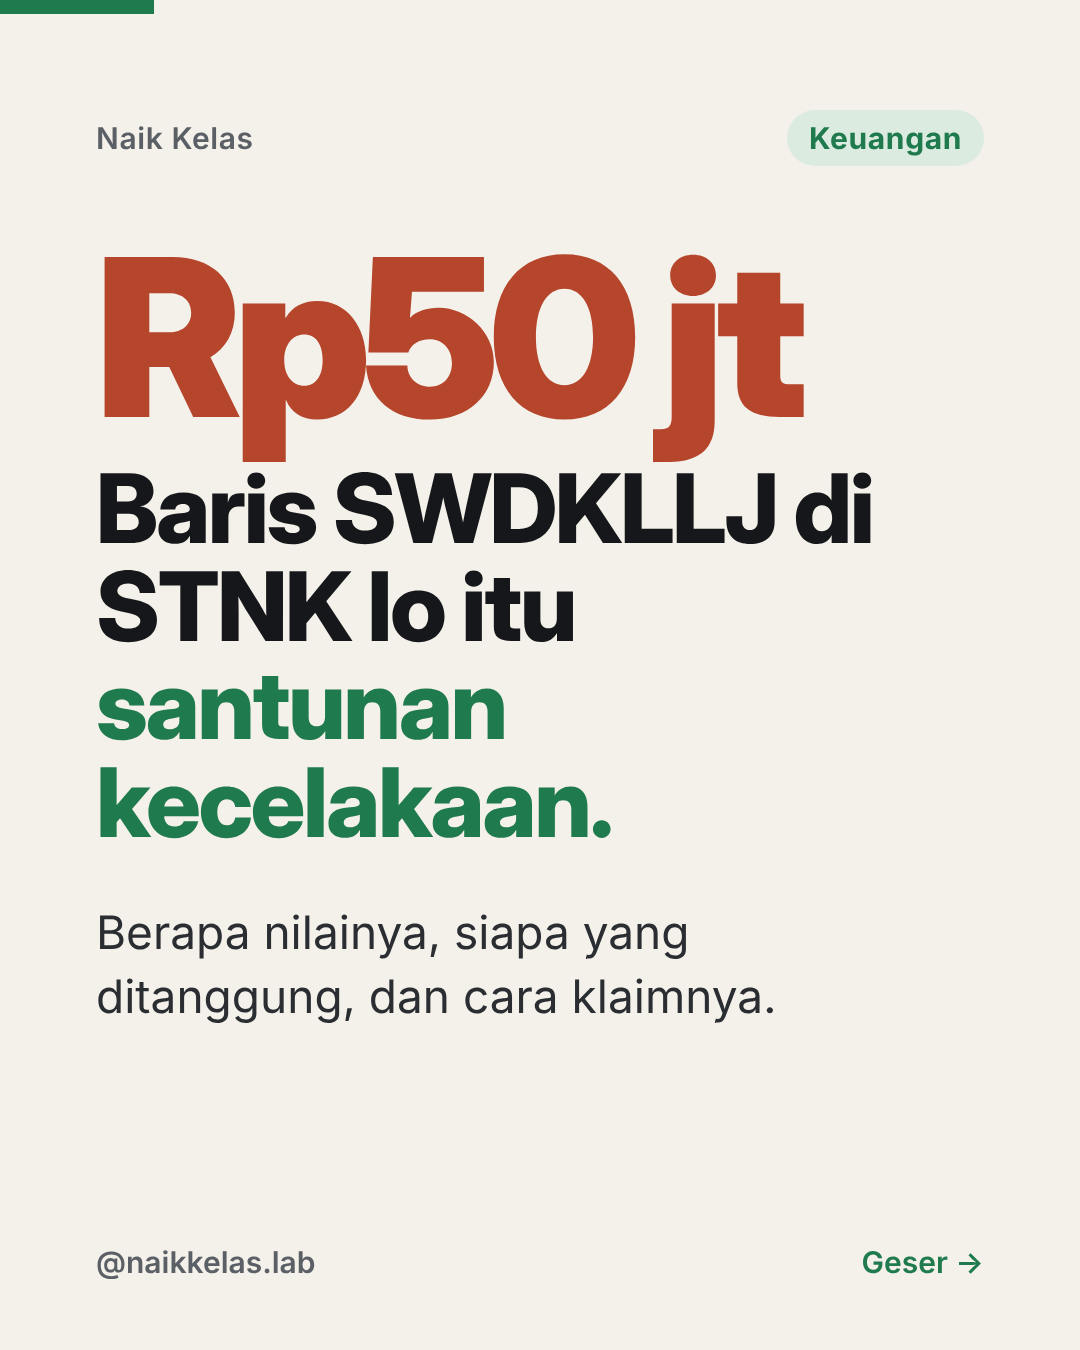 Naik Kelas
Keuangan
Rp50 jt
Baris SWDKLLJ di
STNK lo itu
santunan
kecelakaan.
Berapa nilainya, siapa yang
ditanggung, dan cara klaimnya.
@naikkelas.lab
Geser →